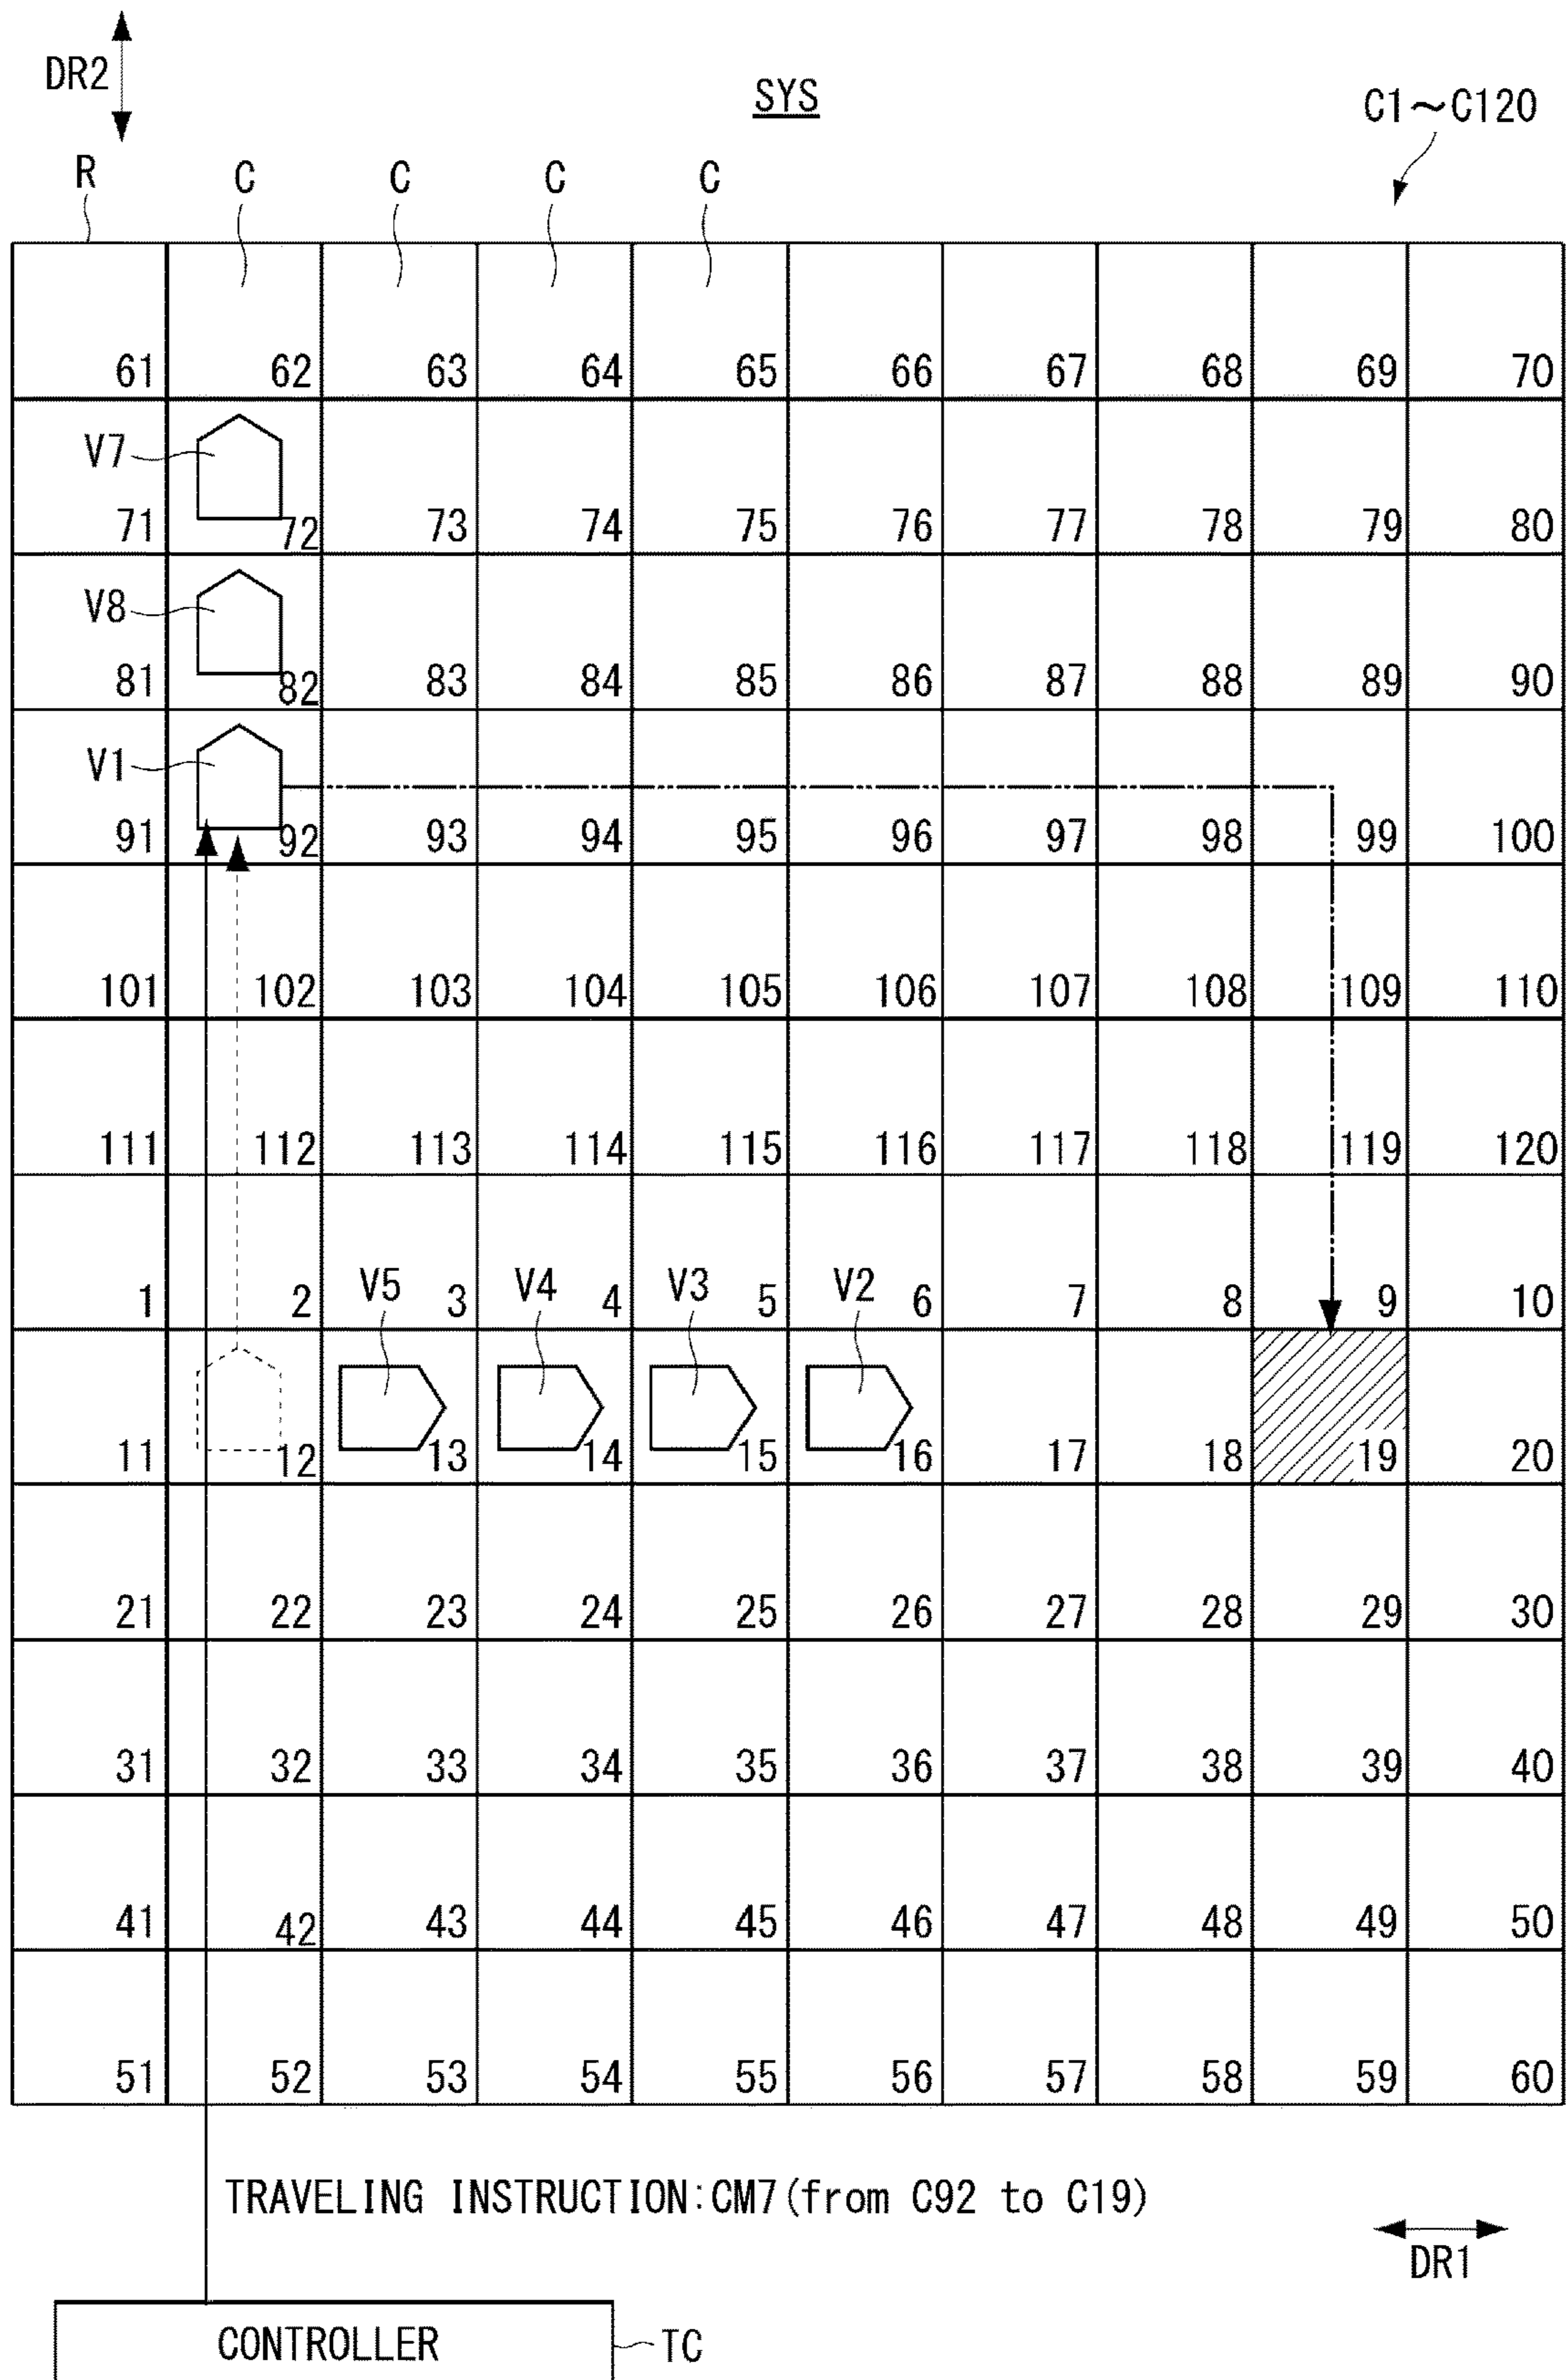 DR2
SYS
C1～C120
R C C C C
61 62 63 64 65 66 67 68 69 70
V7
71 72 73 74 75 76 77 78 79 80
V8
81 82 83 84 85 86 87 88 89 90
V1
91 92 93 94 95 96 97 98 99 100
101 102 103 104 105 106 107 108 109 110
111 112 113 114 115 116 117 118 119 120
V5 V4 V3 V2
1 2 3 4 5 6 7 8 9 10
11 12 13 14 15 16 17 18 19 20
21 22 23 24 25 26 27 28 29 30
31 32 33 34 35 36 37 38 39 40
41 42 43 44 45 46 47 48 49 50
51 52 53 54 55 56 57 58 59 60
TRAVELING INSTRUCTION:CM7(from C92 to C19)
DR1
CONTROLLER TC